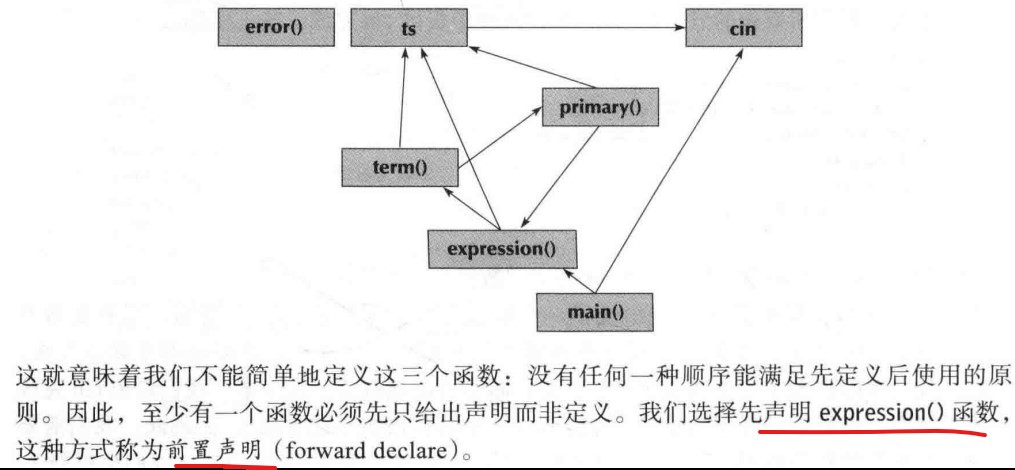 error()
ts
cin
primary()
term()
expression()
main()
这就意味着我们不能简单地定义这三个函数：没有任何一种顺序能满足先定义后使用的原
则。因此，至少有一个函数必须先只给出声明而非定义。我们选择先声明 expression() 函数，
这种方式称为前置声明（forward declare）。